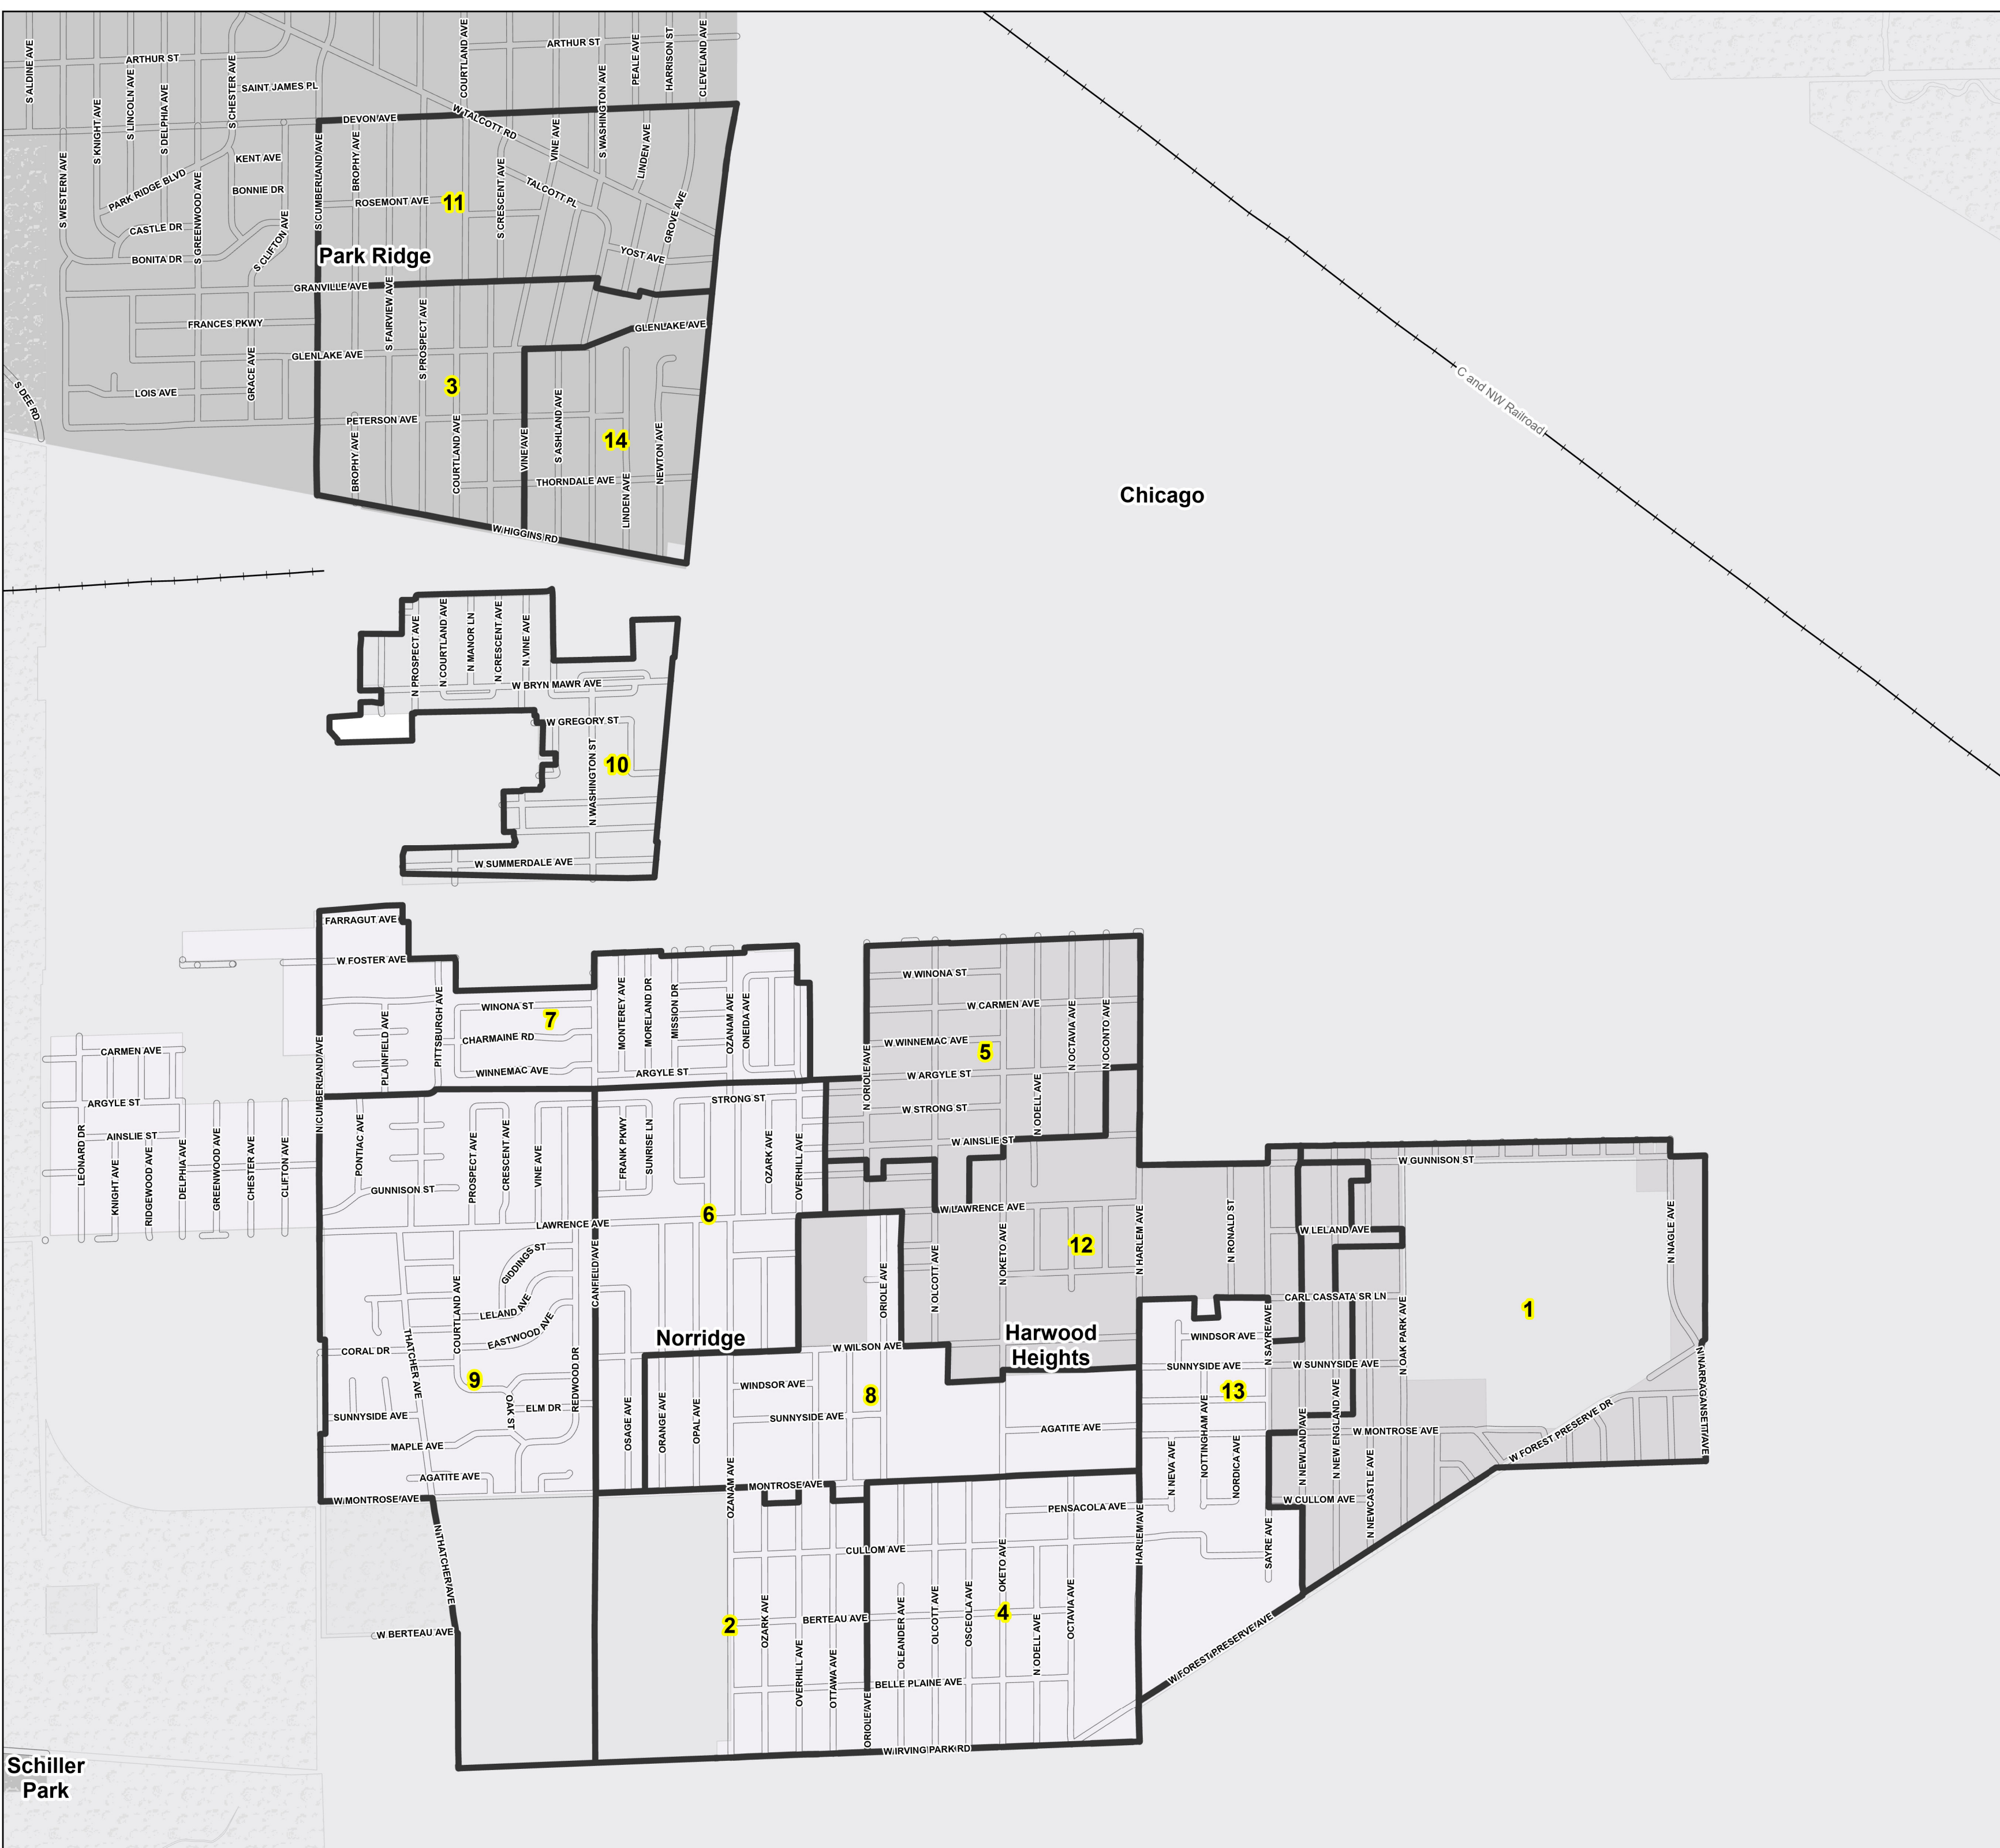 S ALDINE AVE
ARTHUR ST
S KNIGHT AVE
S LINCOLN AVE
S DELPHIA AVE
S CHESTER AVE
SAINT JAMES PL
COURTLAND AVE
ARTHUR ST
S WASHINGTON AVE
PEALE AVE
HARRISON ST
CLEVELAND AVE
DEVON AVE
W TALCOTT RD
S WESTERN AVE
KENT AVE
PARK RIDGE BLVD
BONNIE DR
S GREENWOOD AVE
CASTLE DR
BONITA DR
S CLIFTON AVE
S CUMBERLAND AVE
BROPHY AVE
ROSEMONT AVE
11
S CRESCENT AVE
VINE AVE
TALCOTT PL
LINDEN AVE
GROVE AVE
YOST AVE
Park Ridge
GRANVILLE AVE
FRANCES PKWY
S FAIRVIEW AVE
S PROSPECT AVE
GLENLAKE AVE
GLENLAKE AVE
GRACE AVE
LOIS AVE
S DEE RD
3
PETERSON AVE
BROPHY AVE
COURTLAND AVE
VINE AVE
S ASHLAND AVE
14
NEWTON AVE
THORNDALE AVE
LINDEN AVE
W HIGGINS RD
C and NW Railroad
Chicago
N PROSPECT AVE
N COURTLAND AVE
N MANOR LN
N CRESCENT AVE
N VINE AVE
W BRYN MAWR AVE
W GREGORY ST
10
N WASHINGTON ST
W SUMMERDALE AVE
FARRAGUT AVE
W FOSTER AVE
N CUMBERLAND AVE
PLAINFIELD AVE
PITTSBURGH AVE
WINONA ST
7
CHARMAINE RD
WINNEMAC AVE
MONTEREY AVE
MORELAND DR
MISSION DR
OZANAM AVE
ONEIDA AVE
ARGYLE ST
CARMEN AVE
ARGYLE ST
AINSLIE ST
LEONARD DR
KNIGHT AVE
RIDGEWOOD AVE
DELPHIA AVE
GREENWOOD AVE
CHESTER AVE
CLIFTON AVE
W WINONA ST
W CARMEN AVE
W WINNEMAC AVE
5
N ORIOLE AVE
W ARGYLE ST
W STRONG ST
N ODELL AVE
N OCTAVIA AVE
N OCONTO AVE
W AINSLIE ST
STRONG ST
PONTIAC AVE
PROSPECT AVE
CRESCENT AVE
VINE AVE
FRANK PKWY
SUNRISE LN
OZARK AVE
OVERHILL AVE
GUNNISON ST
LAWRENCE AVE
6
W LAWRENCE AVE
12
W GUNNISON ST
N RONALD ST
N HARLEM AVE
W LELAND AVE
N NAGLE AVE
GIDDINGS ST
COURTLAND AVE
LELAND AVE
EASTWOOD AVE
CANFIELD AVE
ORIOLE AVE
N OLCOTT AVE
N OKETO AVE
CARL CASSATA SR LN
1
Norridge
Harwood
Heights
CORAL DR
THATCHER AVE
REDWOOD DR
W WILSON AVE
WINDSOR AVE
N SAYRE AVE
N OAK PARK AVE
9
OAK ST
ELM DR
SUNNYSIDE AVE
MAPLE AVE
AGATITE AVE
OSAGE AVE
ORANGE AVE
OPAL AVE
WINDSOR AVE
8
SUNNYSIDE AVE
AGATITE AVE
SUNNYSIDE AVE
13
W SUNNYSIDE AVE
N NEVA AVE
NOTTINGHAM AVE
NORDICA AVE
N NEWLAND AVE
N NEW ENGLAND AVE
W MONTROSE AVE
N NEWCASTLE AVE
W FOREST PRESERVE DR
N NARRAGANSETT AVE
W MONTROSE AVE
OZANAM AVE
MONTROSE AVE
PENSACOLA AVE
W CULLOM AVE
N THATCHER AVE
CULLOM AVE
HARLEM AVE
SAYRE AVE
W BERTEAU AVE
2
OZARK AVE
OVERHILL AVE
BERTEAU AVE
OTTAWA AVE
ORIOLE AVE
OLEANDER AVE
OLCOTT AVE
OSCEOLA AVE
OKETO AVE
4
N ODELL AVE
OCTAVIA AVE
BELLE PLAINE AVE
W FOREST PRESERVE AVE
W IRVING PARK RD
Schiller
Park